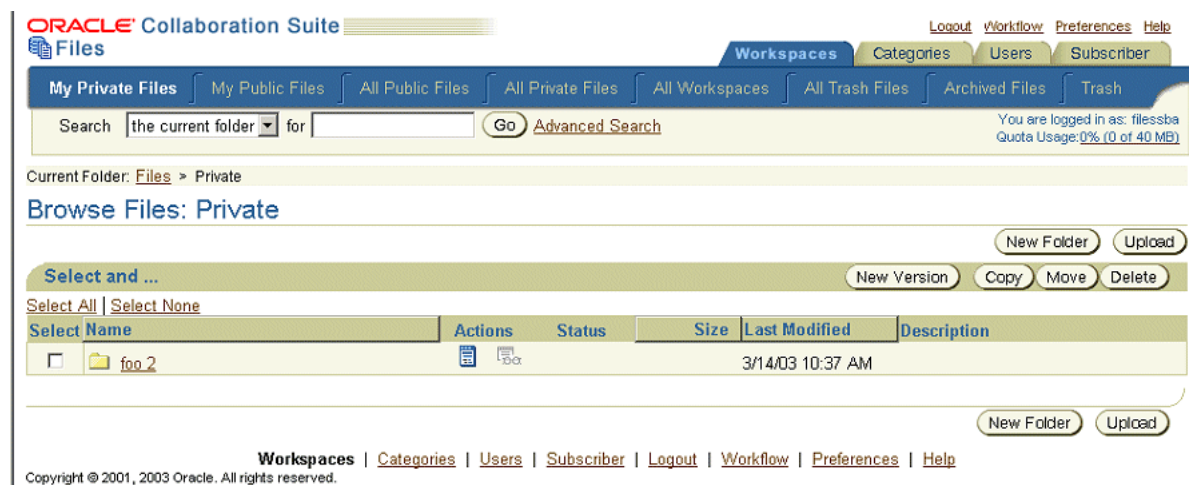 ORACLE Collaboration Suite
Logout Workflow Preferences Help
Files
Workspaces Categories Users Subscriber
My Private Files My Public Files All Public Files All Private Files All Workspaces All Trash Files Archived Files Trash
Search the current folder for Go Advanced Search
You are logged in as: filessba
Quota Usage:0% (0 of 40 MB)
Current Folder: Files > Private
Browse Files: Private
New Folder Upload
Select and ...
New Version Copy Move Delete
Select All | Select None
Select Name Actions Status Size Last Modified Description
foo 2 3/14/03 10:37 AM
New Folder Upload
Workspaces | Categories | Users | Subscriber | Logout | Workflow | Preferences | Help
Copyright © 2001, 2003 Oracle. All rights reserved.